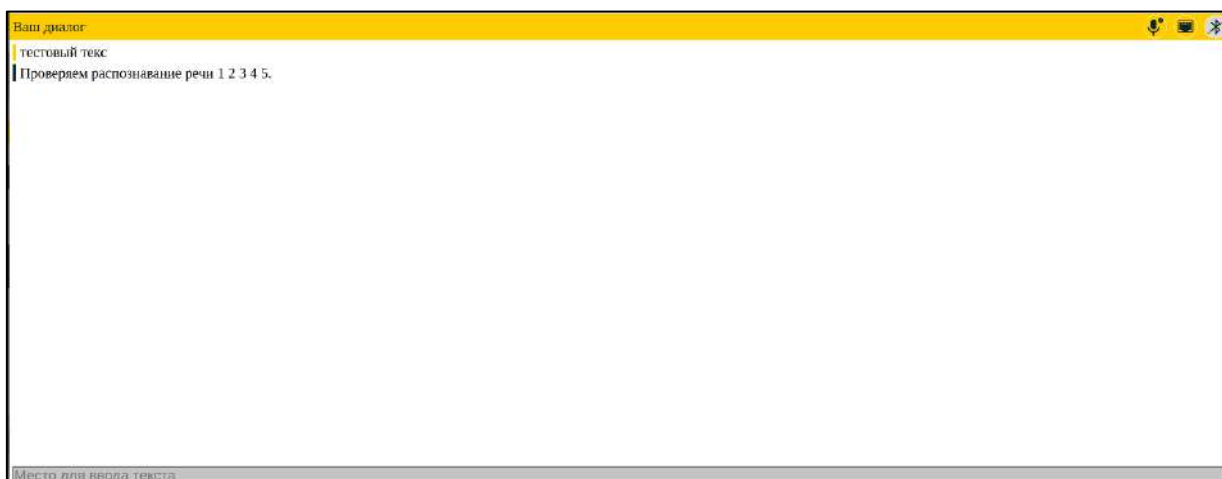 Ваш диалог
тестовый текс
Проверяем распознавание речи 1 2 3 4 5.
Место для ввода текста